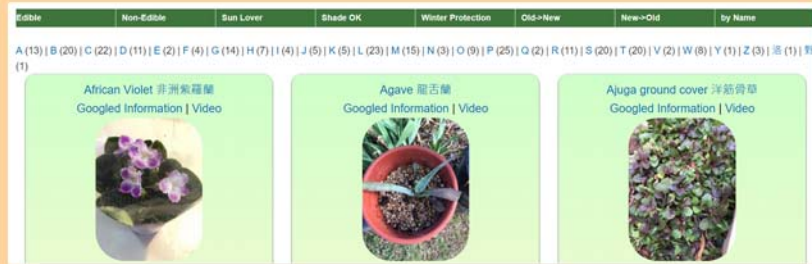 Edible Non-Edible Sun Lover Shade OK Winter Protection Old->New New->Old by Name
A (13) | B (20) | C (22) | D (11) | E (2) | F (4) | G (14) | H (7) | I (4) | J (5) | K (5) | L (23) | M (15) | N (3) | O (9) | P (25) | Q (2) | R (11) | S (20) | T (20) | V (2) | W (8) | Y (1) | Z (3) | 洛 (1) |
(1)
African Violet 非洲紫羅蘭
Googled Information | Video
Agave 龍舌蘭
Googled Information | Video
Ajuga ground cover 洋筋骨草
Googled Information | Video